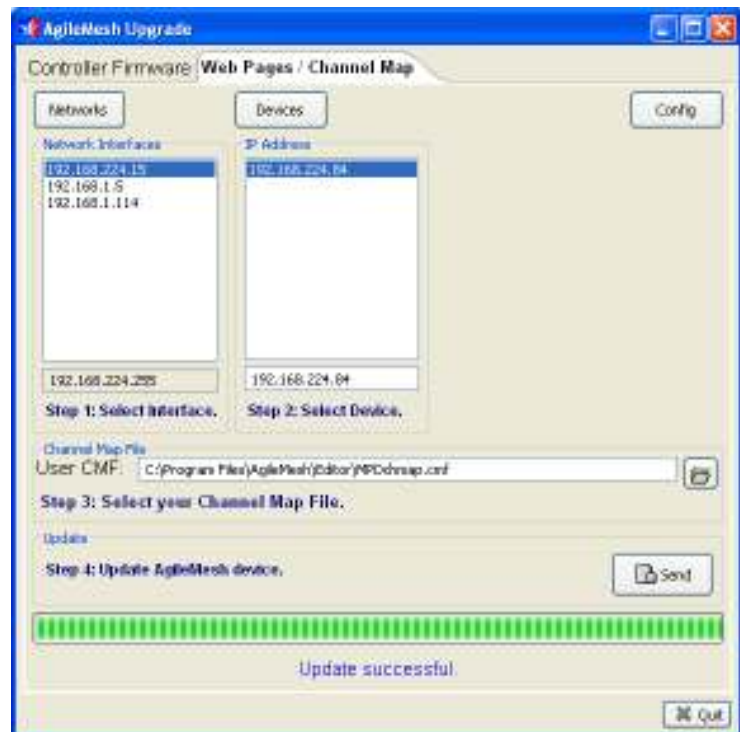 AgileMesh Upgrade
Controller Firmware Web Pages / Channel Map
Networks Devices Config
Network Interfaces IP Address
192.168.224.15 192.168.224.84
192.168.1.5
192.168.1.114
192.168.224.255 192.168.224.84
Step 1: Select Interface. Step 2: Select Device.
Channel Map File
User CMF: C:\Program Files\AgileMesh\Editor\MPDchmap.cmf
Step 3: Select your Channel Map File.
Update
Step 4: Update AgileMesh device.
Send
Update successful
Quit